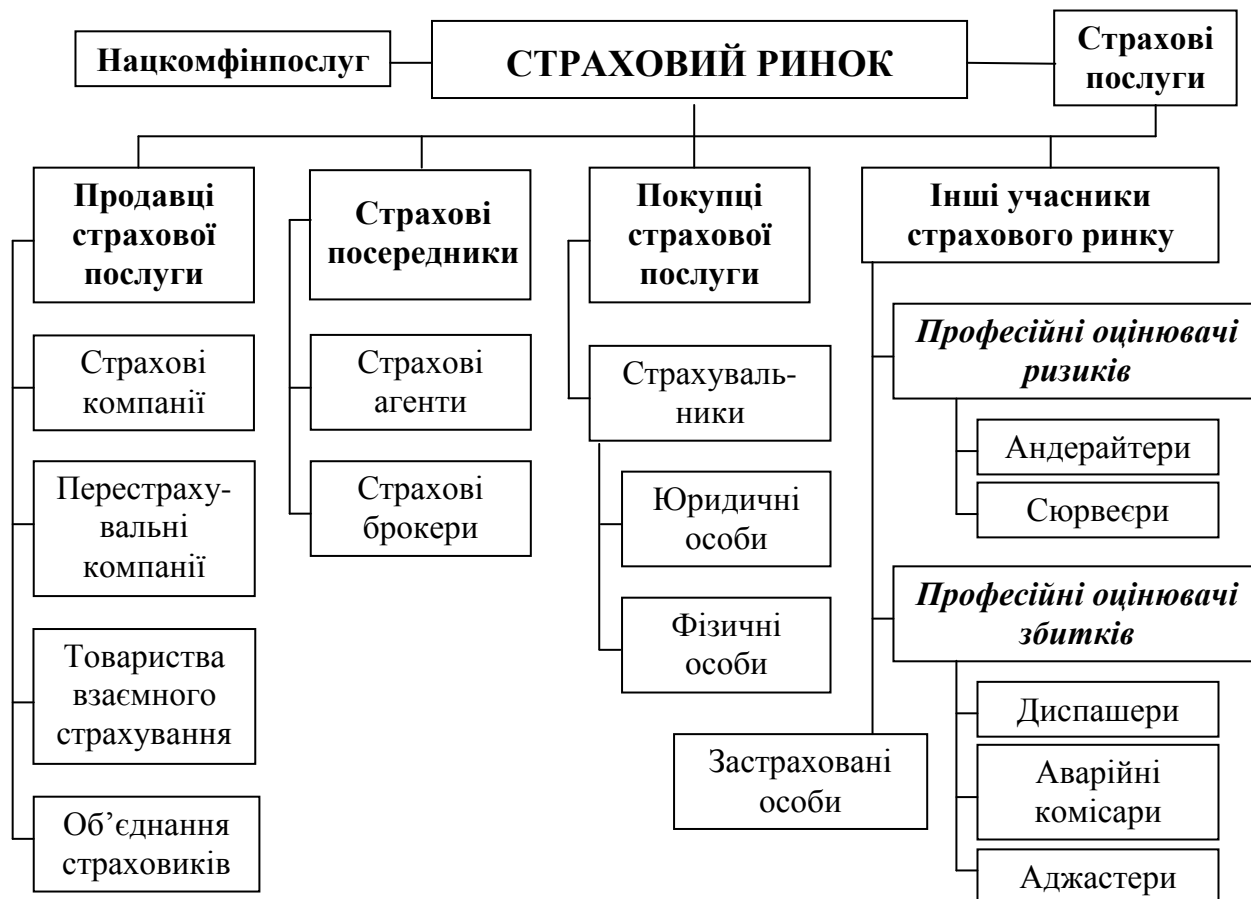 Нацкомфінпослуг
СТРАХОВИЙ РИНОК
Страхові
послуги
Продавці
страхової
послуги
Страхові
компанії
Перестраху-
вальні
компанії
Товариства
взаємного
страхування
Об’єднання
страховиків
Страхові
посередники
Страхові
агенти
Страхові
брокери
Покупці
страхової
послуги
Страхуваль-
ники
Юридичні
особи
Фізичні
особи
Інші учасники
страхового ринку
Професійні оцінювачі
ризиків
Андерайтери
Сюрвеєри
Професійні оцінювачі
збитків
Диспашери
Аварійні
комісари
Аджастери
Застраховані
особи